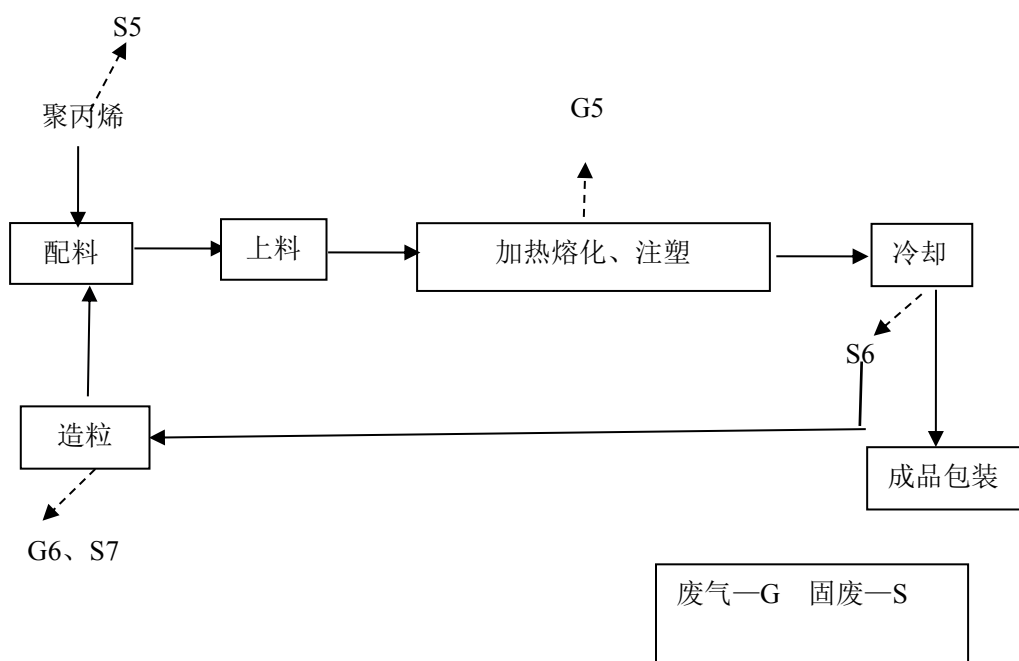 S5
聚丙烯
G5
配料
上料
加热熔化、注塑
冷却
S6
造粒
成品包装
G6、S7
废气—G 固废—S